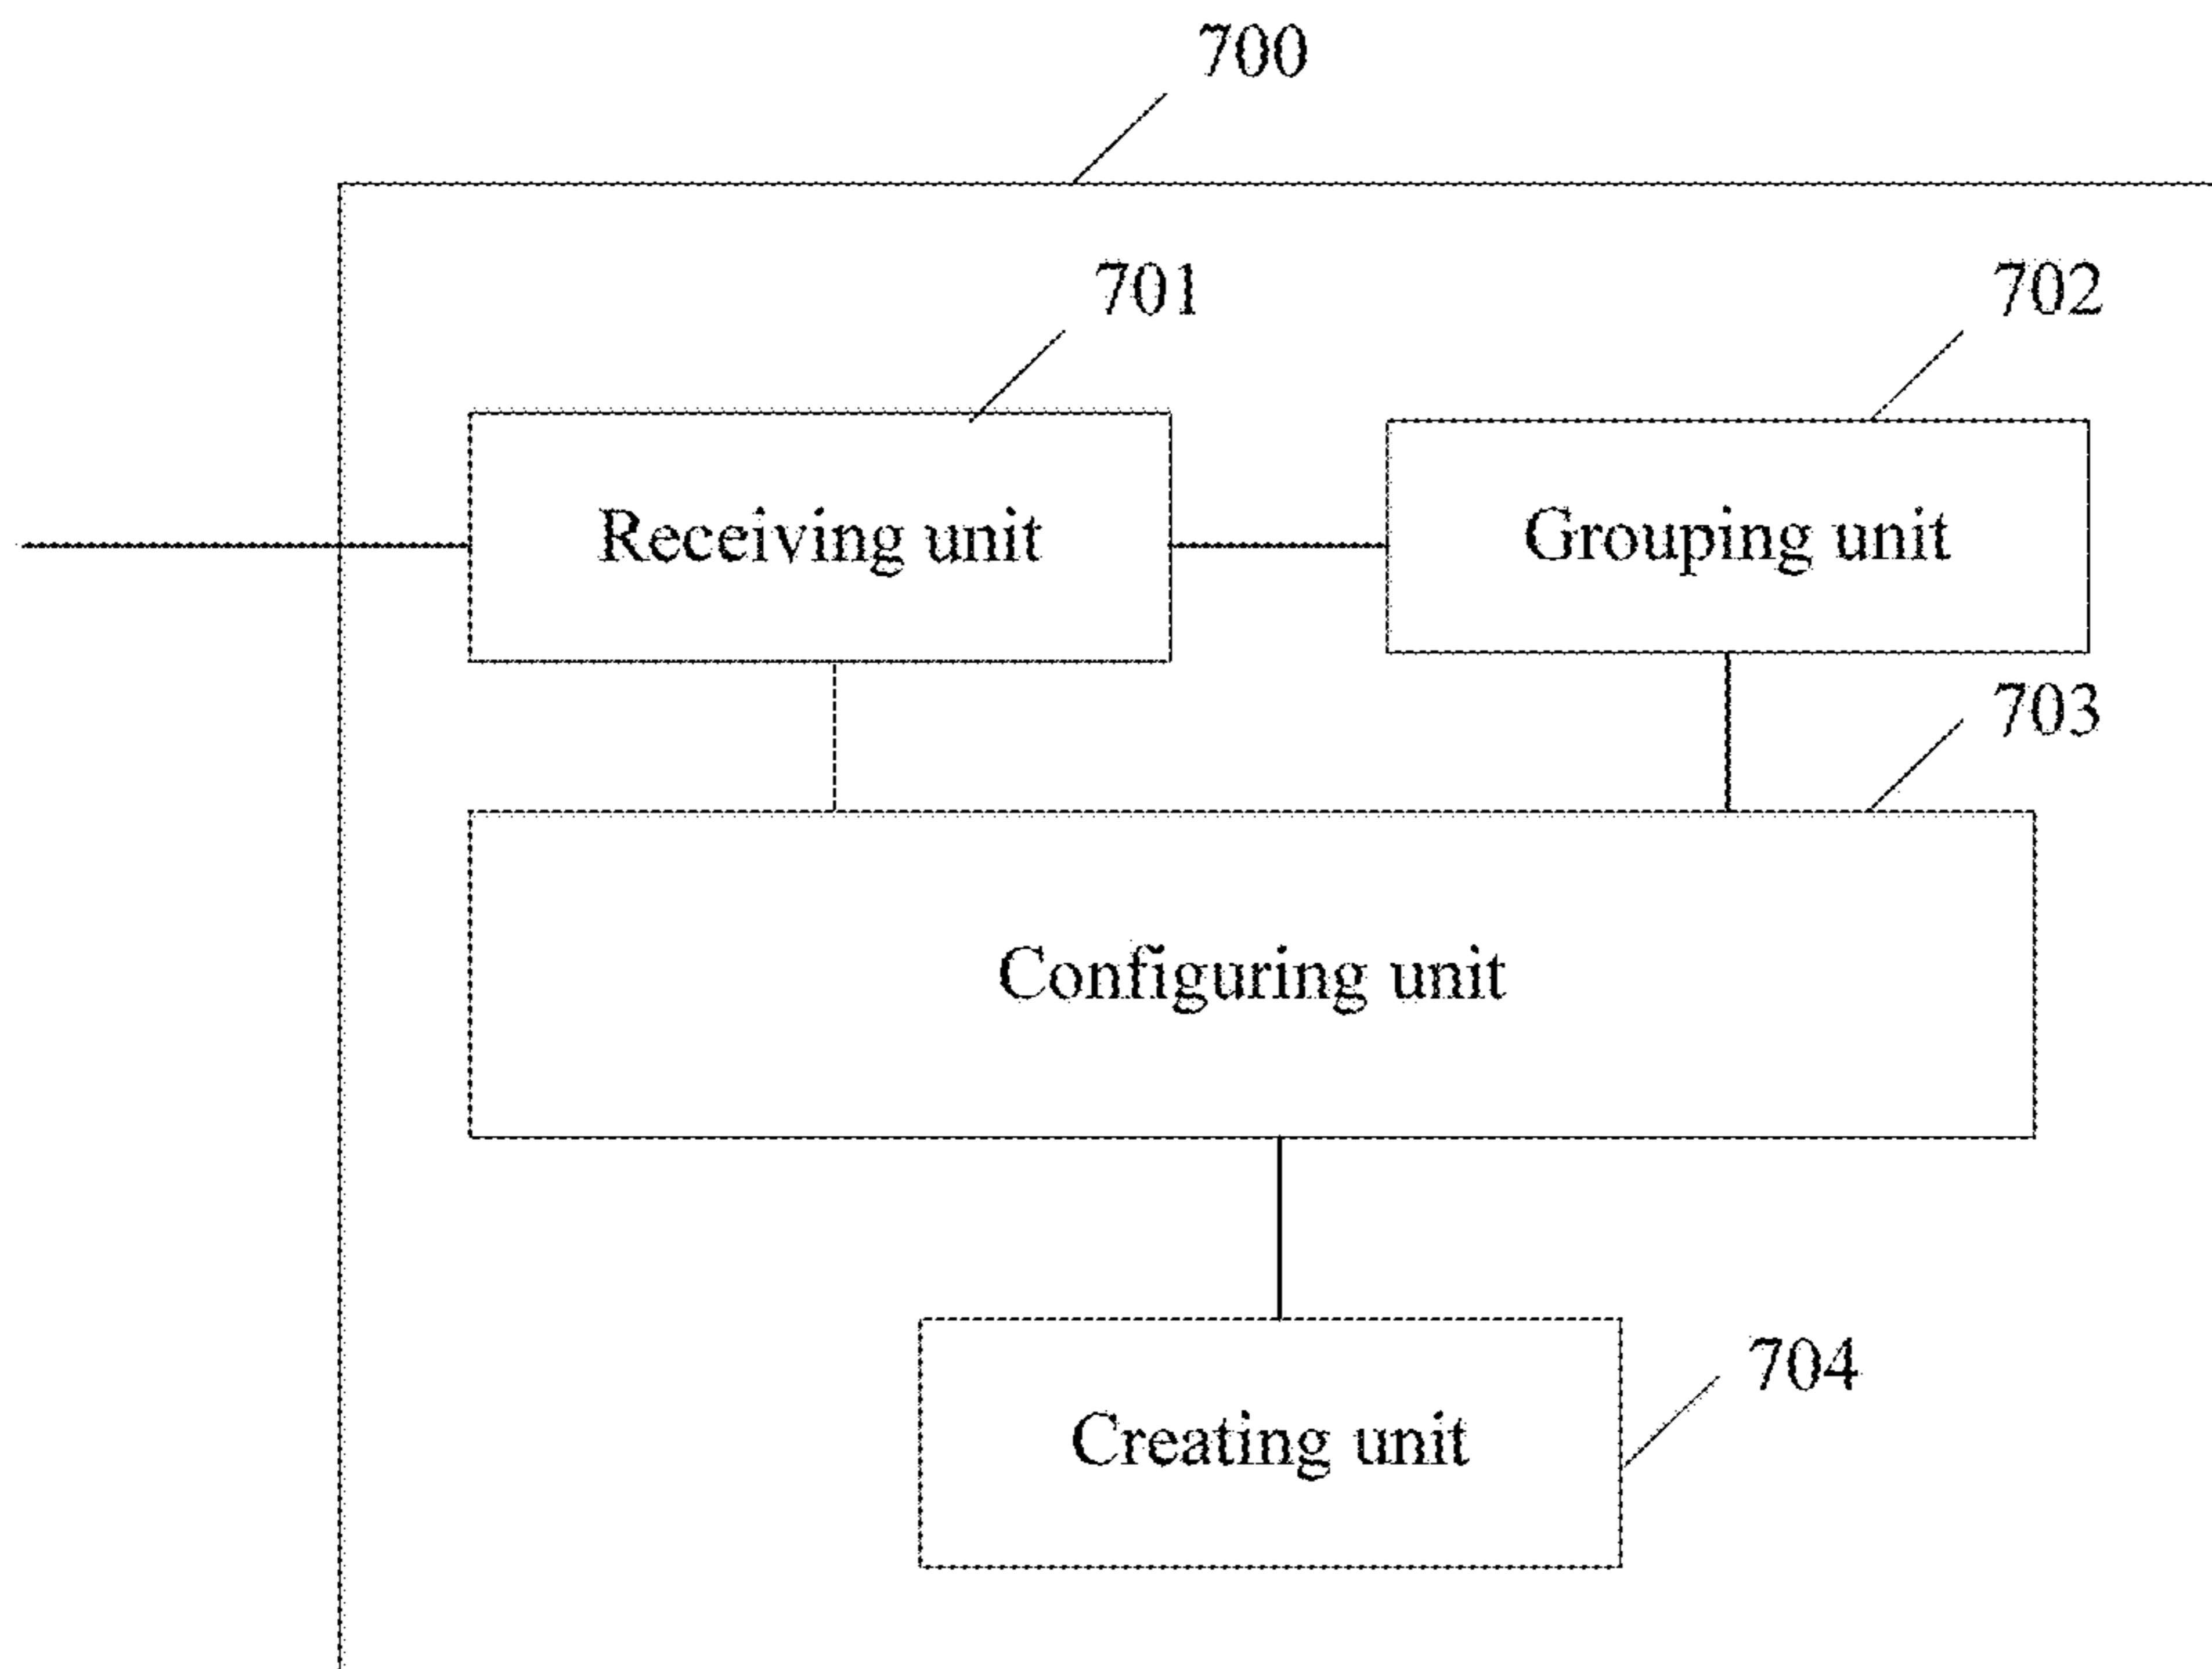 700
701
702
Receiving unit
Grouping unit
703
Configuring unit
704
Creating unit